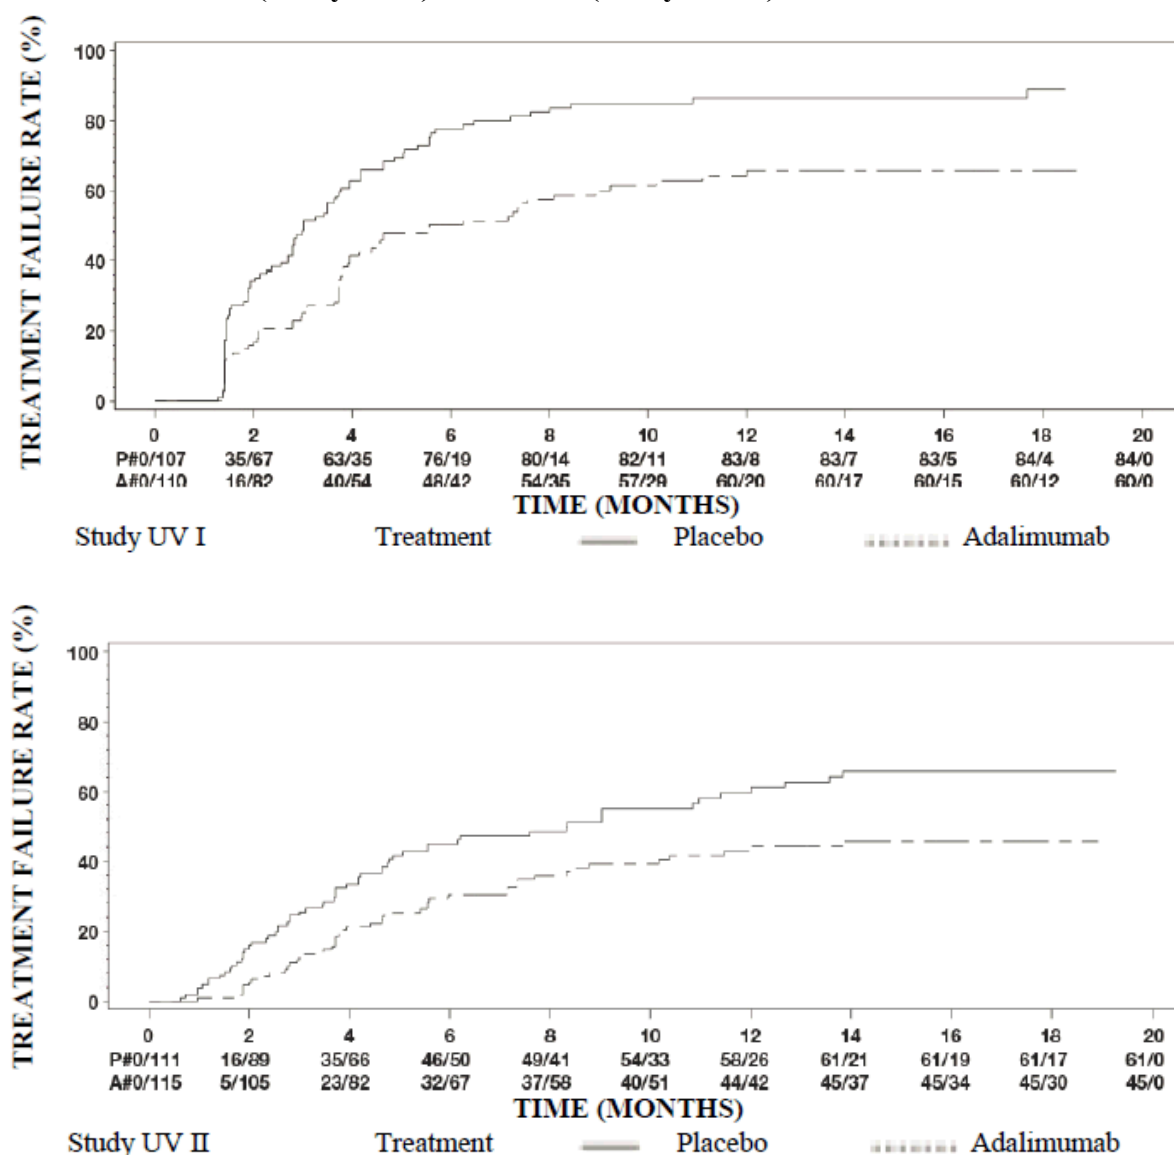 TREATMENT FAILURE RATE (%)
100
80
60
40
20
0
0 2 4 6 8 10 12 14 16 18 20
P#0/107 35/67 63/35 76/19 80/14 82/11 83/8 83/7 83/5 84/4 84/0
A#0/110 16/82 40/54 48/42 54/35 57/29 60/20 60/17 60/15 60/12 60/0
TIME (MONTHS)
Study UV I Treatment Placebo Adalimumab
TREATMENT FAILURE RATE (%)
100
80
60
40
20
0
0 2 4 6 8 10 12 14 16 18 20
P#0/111 16/89 35/66 46/50 49/41 54/33 58/26 61/21 61/19 61/17 61/0
A#0/115 5/105 23/82 32/67 37/58 40/51 44/42 45/37 45/34 45/30 45/0
TIME (MONTHS)
Study UV II Treatment Placebo Adalimumab